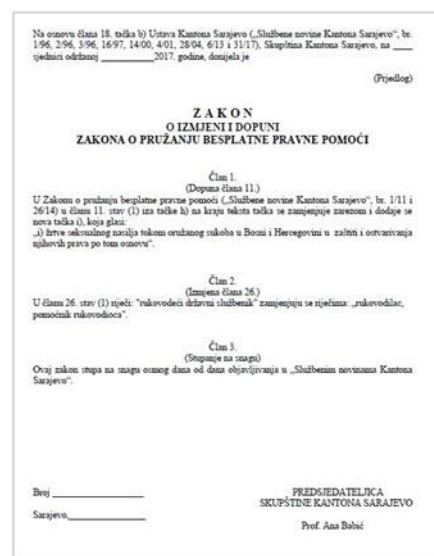 Na osnovu člana 18. tačka b) Ustava Kantona Sarajevo („Službene novine Kantona Sarajevo“, br.
1/96, 2/96, 3/96, 16/97, 14/00, 4/01, 28/04, 6/13 i 31/17), Skupština Kantona Sarajevo, na ____
sjednici održanoj ____________2017. godine, donijela je
(Prjedlog)
Z A K O N
O IZMJENI I DOPUNI
ZAKONA O PRUŽANJU BESPLATNE PRAVNE POMOĆI
Član 1.
(Dopuna člana 11.)
U Zakonu o pružanju besplatne pravne pomoći („Službene novine Kantona Sarajevo“, br. 1/11 i
26/14) u članu 11. stav (1) iza tačke h) na kraju teksta tačka se zamjenjuje zarezom i dodaje se
nova tačka i), koja glasi:
„i) žrtve seksualnog nasilja tokom oružanog sukoba u Bosni i Hercegovini u zaštiti i ostvarivanja
njihovih prava po tom osnovu“.
Član 2.
(Izmjena člana 26.)
U članu 26. stav (1) riječi: "rukovodeći državni službenik" zamjenjuju se riječima: „rukovodilac,
pomoćnik rukovodioca".
Član 3.
(Stupanje na snagu)
Ovaj zakon stupa na snagu osmog dana od dana objavljivanja u „Službenim novinama Kantona
Sarajevo“.
Broj __________________
PREDSJEDATELJICA
SKUPŠTINE KANTONA SARAJEVO
Sarajevo,_______________
Prof. Ana Babić